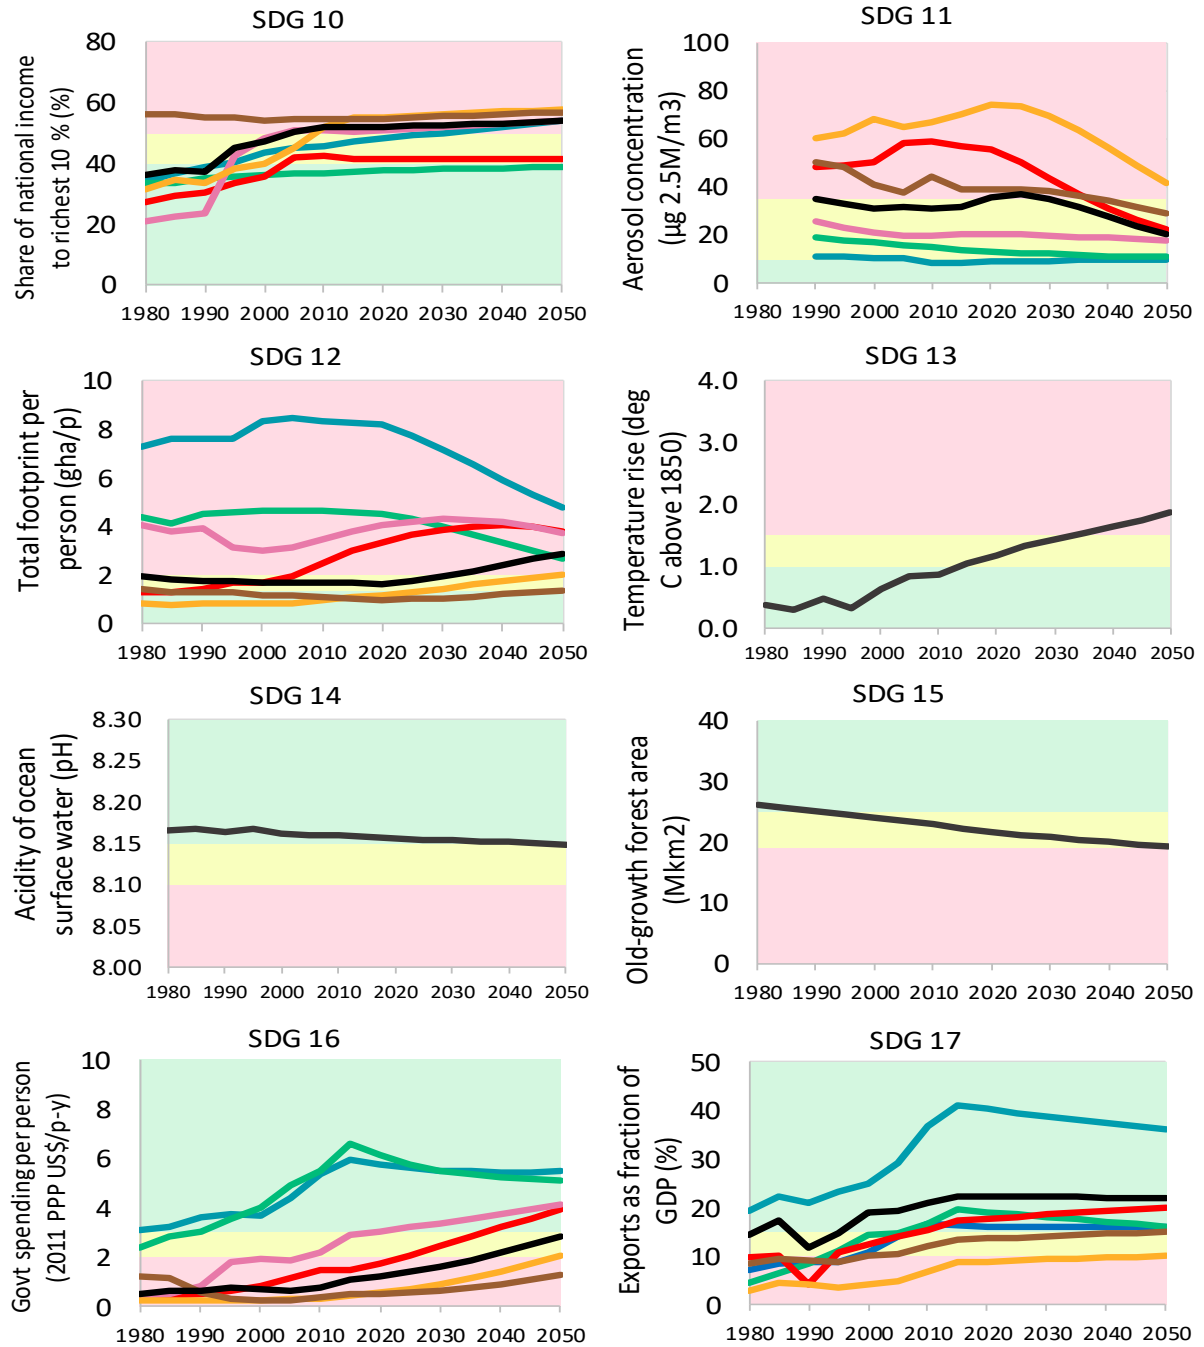 SDG 10
Share of national income
to richest 10 % (%)
80
60
40
20
0
1980 1990 2000 2010 2020 2030 2040 2050
SDG 11
Aerosol concentration
(µg 2.5M/m3)
100
80
60
40
20
0
1980 1990 2000 2010 2020 2030 2040 2050
SDG 12
Total footprint per
person (gha/p)
10
8
6
4
2
0
1980 1990 2000 2010 2020 2030 2040 2050
SDG 13
Temperature rise (deg
C above 1850)
4.0
3.0
2.0
1.0
0.0
1980 1990 2000 2010 2020 2030 2040 2050
SDG 14
Acidity of ocean
surface water (pH)
8.30
8.25
8.20
8.15
8.10
8.05
8.00
1980 1990 2000 2010 2020 2030 2040 2050
SDG 15
Old-growth forest area
(Mkm2)
40
30
20
10
0
1980 1990 2000 2010 2020 2030 2040 2050
SDG 16
Govt spending per person
(2011 PPP US$/p-y)
10
8
6
4
2
0
1980 1990 2000 2010 2020 2030 2040 2050
SDG 17
Exports as fraction of
GDP (%)
50
40
30
20
10
0
1980 1990 2000 2010 2020 2030 2040 2050